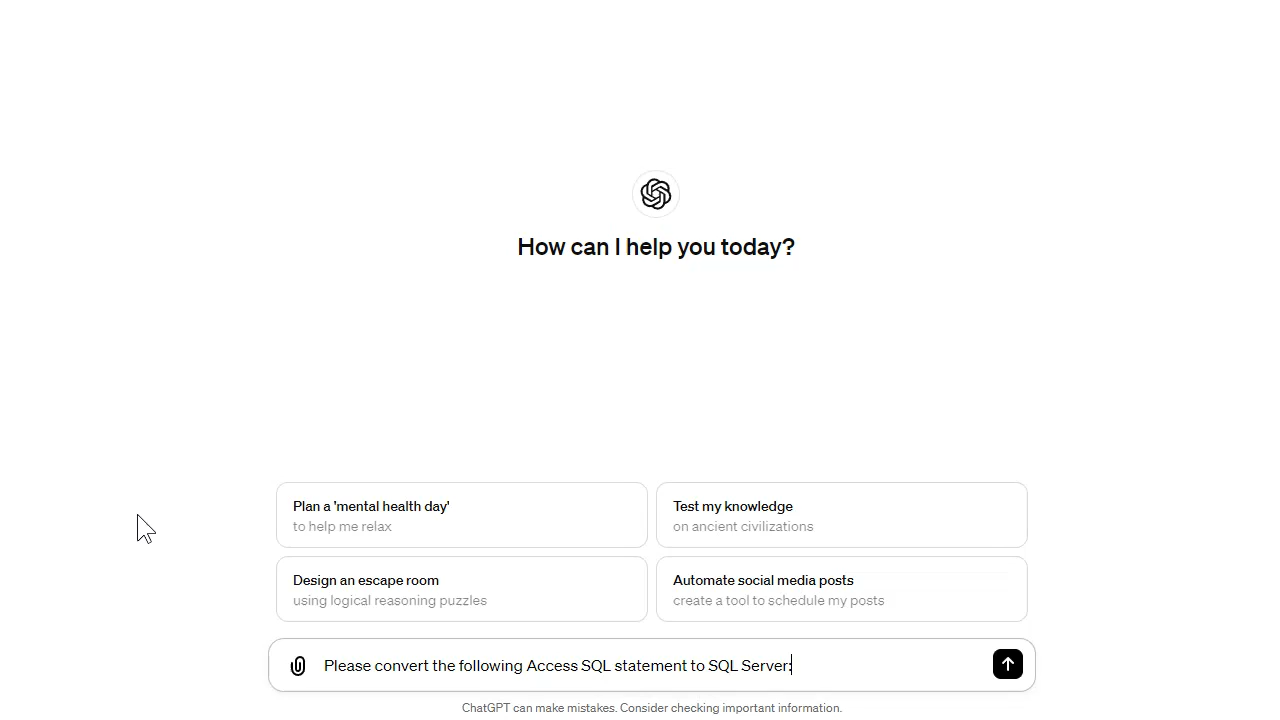 How can I help you today?
Plan a 'mental health day'
to help me relax
Test my knowledge
on ancient civilizations
Design an escape room
using logical reasoning puzzles
Automate social media posts
create a tool to schedule my posts
Please convert the following Access SQL statement to SQL Server:
ChatGPT can make mistakes. Consider checking important information.